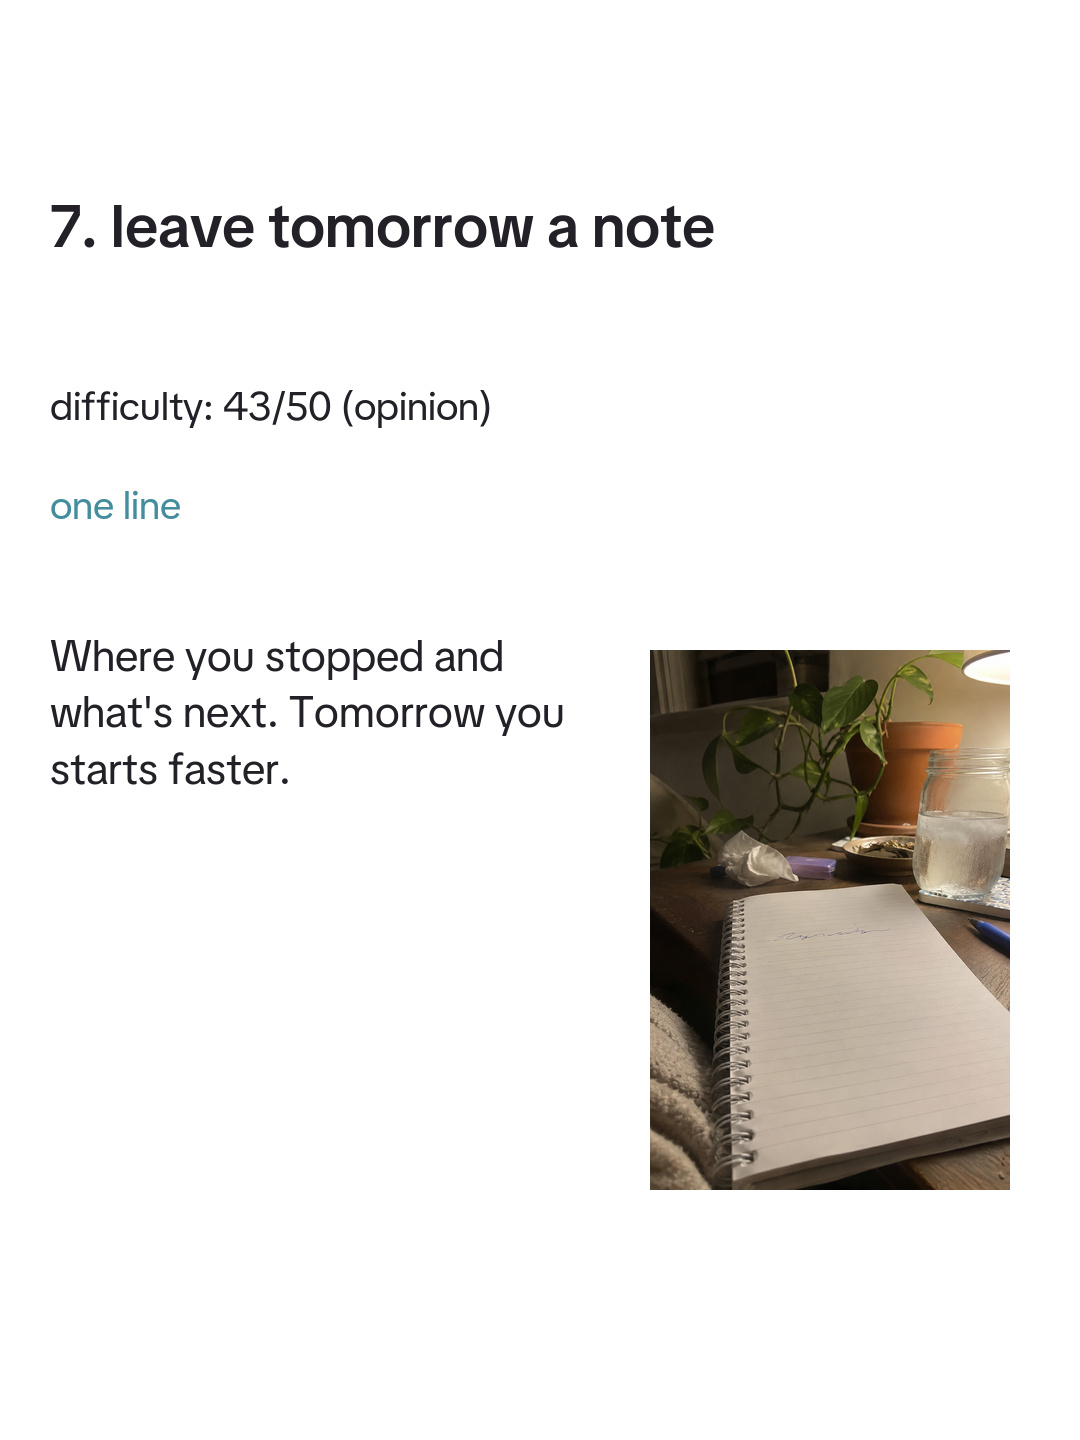 7. leave tomorrow a note
difficulty: 43/50 (opinion)
one line
Where you stopped and
what's next. Tomorrow you
starts faster.